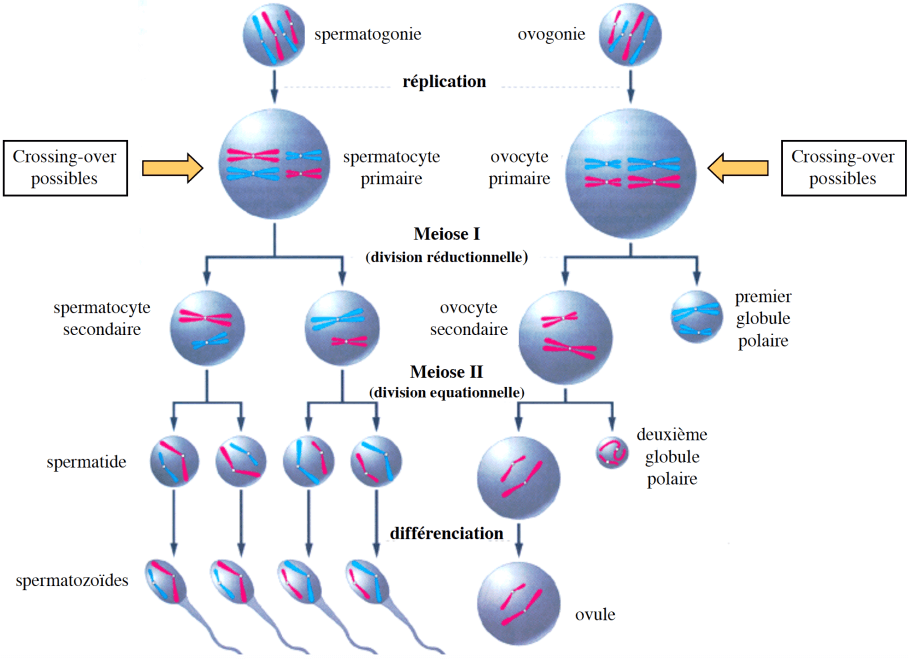 spermatogonie
ovogonie
réplication
Crossing-over
possibles
spermatocyte
primaire
ovocyte
primaire
Crossing-over
possibles
Meiose I
(division réductionnelle)
spermatocyte
secondaire
ovocyte
secondaire
premier
globule
polaire
Meiose II
(division equationnelle)
spermatide
deuxième
globule
polaire
différenciation
spermatozoïdes
ovule